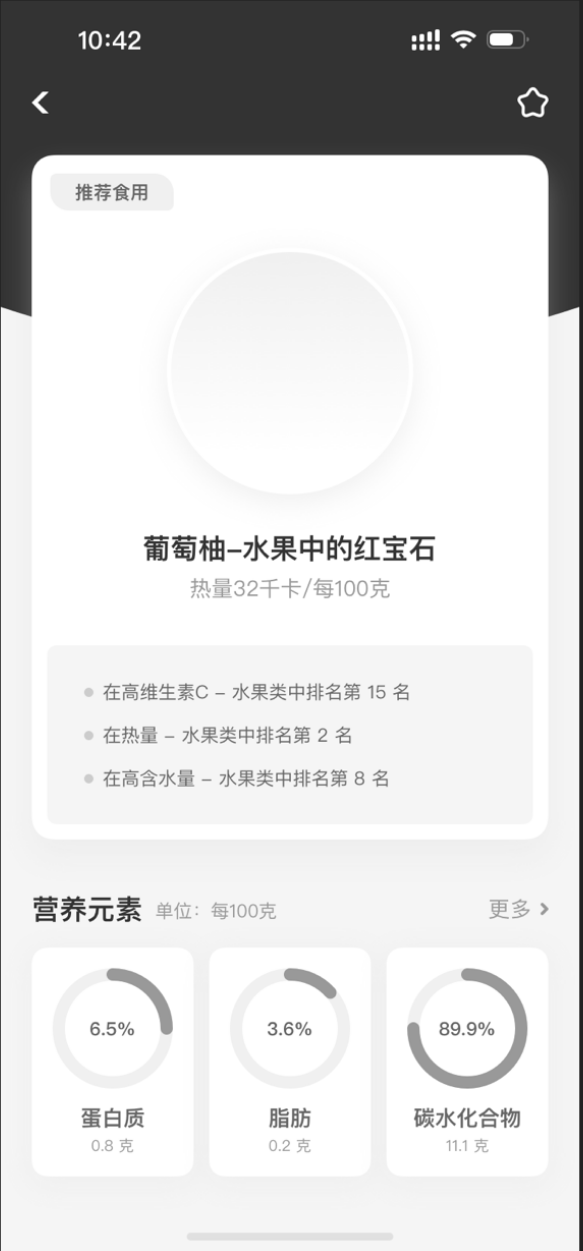 10:42
推荐食用
葡萄柚–水果中的红宝石
热量32千卡/每100克
在高维生素C – 水果类中排名第 15 名
在热量 – 水果类中排名第 2 名
在高含水量 – 水果类中排名第 8 名
营养元素 单位：每100克 更多
6.5% 3.6% 89.9%
蛋白质 脂肪 碳水化合物
0.8 克 0.2 克 11.1 克